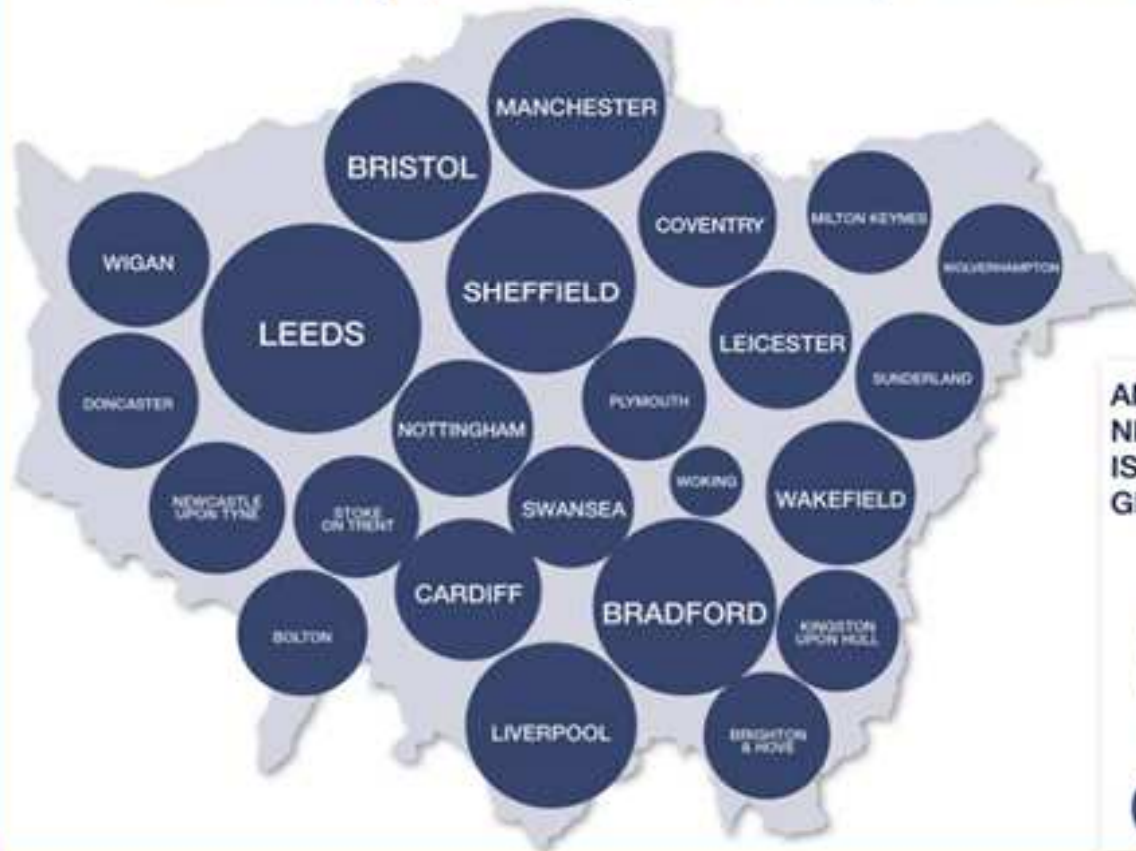 MANCHESTER
BRISTOL
COVENTRY
MILTON KEYNES
WIGAN
WOLVERHAMPTON
SHEFFIELD
LEEDS
LEICESTER
SUNDERLAND
DONCASTER
PLYMOUTH
NOTTINGHAM
NEWCASTLE
UPON TYNE
STOKE
ON TRENT
SWANSEA
WOKING
WAKEFIELD
CARDIFF
BRADFORD
KINGSTON
UPON HULL
BOLTON
LIVERPOOL
BRIGHTON
& HOVE
IS